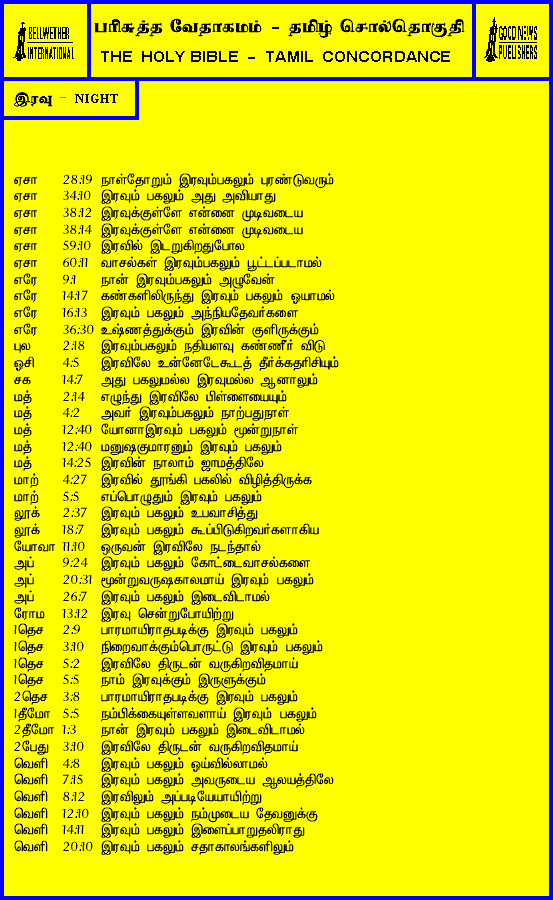 BELLWETHER
INTERNATIONAL
பரிசுத்த வேதாகமம் - தமிழ் சொல்தொகுதி
THE HOLY BIBLE - TAMIL CONCORDANCE
GOOD NEWS
PUBLISHERS
இரவு - NIGHT
ஏசா 28:19 நாள்தோறும் இரவும்பகலும் புரண்டுவரும்
ஏசா 34:10 இரவும் பகலும் அது அவியாது
ஏசா 38:12 இரவுக்குள்ளே என்னை முடிவடைய
ஏசா 38:14 இரவுக்குள்ளே என்னை முடிவடைய
ஏசா 59:10 இரவில் இடறுகிறதுபோல
ஏசா 60:11 வாசல்கள் இரவும்பகலும் பூட்டப்படாமல்
எரே 9:1 நான் இரவும்பகலும் அழுவேன்
எரே 14:17 கண்களிலிருந்து இரவும் பகலும் ஓயாமல்
எரே 16:13 இரவும் பகலும் அந்நியதேவர்களை
எரே 36:30 உஷ்ணத்துக்கும் இரவின் குளிருக்கும்
புல 2:18 இரவும்பகலும் நதியளவு கண்ணீர் விடு
ஓசி 4:5 இரவிலே உன்னேடேகூடத் தீர்க்கதரிசியும்
சக 14:7 அது பகலுமல்ல இரவுமல்ல ஆனாலும்
மத் 2:14 எழுந்து இரவிலே பிள்ளையையும்
மத் 4:2 அவர் இரவும்பகலும் நாற்பதுநாள்
மத் 12:40 யோனாஇரவும் பகலும் மூன்றுநாள்
மத் 12:40 மனுஷகுமாரனும் இரவும் பகலும்
மத் 14:25 இரவின் நாலாம் ஜாமத்திலே
மாற் 4:27 இரவில் தூங்கி பகலில் விழித்திருக்க
மாற் 5:5 எப்பொழுதும் இரவும் பகலும்
லூக் 2:37 இரவும் பகலும் உபவாசித்து
லூக் 18:7 இரவும் பகலும் கூப்பிடுகிறவர்களாகிய
யோவா 11:10 ஒருவன் இரவிலே நடந்தால்
அப் 9:24 இரவும் பகலும் கோட்டைவாசல்களை
அப் 20:31 மூன்றுவருஷகாலமாய் இரவும் பகலும்
அப் 26:7 இரவும் பகலும் இடைவிடாமல்
ரோம 13:12 இரவு சென்றுபோயிற்று
1தெச 2:9 பாரமாயிராதபடிக்கு இரவும் பகலும்
1தெச 3:10 நிறைவாக்கும்பொருட்டு இரவும் பகலும்
1தெச 5:2 இரவிலே திருடன் வருகிறவிதமாய்
1தெச 5:5 நாம் இரவுக்கும் இருளுக்கும்
2தெச 3:8 பாரமாயிராதபடிக்கு இரவும் பகலும்
1தீமோ 5:5 நம்பிக்கையுள்ளவளாய் இரவும் பகலும்
2தீமோ 1:3 நான் இரவும் பகலும் இடைவிடாமல்
2பேது 3:10 இரவிலே திருடன் வருகிறவிதமாய்
வெளி 4:8 இரவும் பகலும் ஓய்வில்லாமல்
வெளி 7:15 இரவும் பகலும் அவருடைய ஆலயத்திலே
வெளி 8:12 இரவிலும் அப்படியேயாயிற்று
வெளி 12:10 இரவும் பகலும் நம்முடைய தேவனுக்கு
வெளி 14:11 இரவும் பகலும் இளைப்பாறுதலிராது
வெளி 20:10 இரவும் பகலும் சதாகாலங்களிலும்